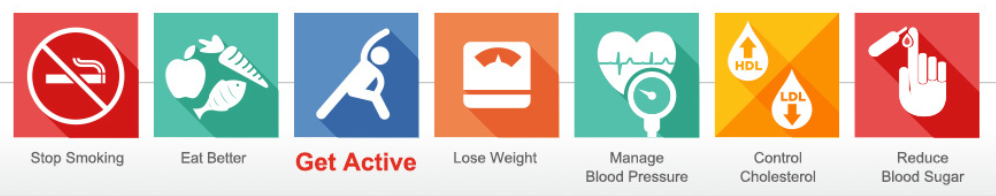 HDL
LDL
Stop Smoking
Eat Better
Get Active
Lose Weight
Manage
Blood Pressure
Control
Cholesterol
Reduce
Blood Sugar